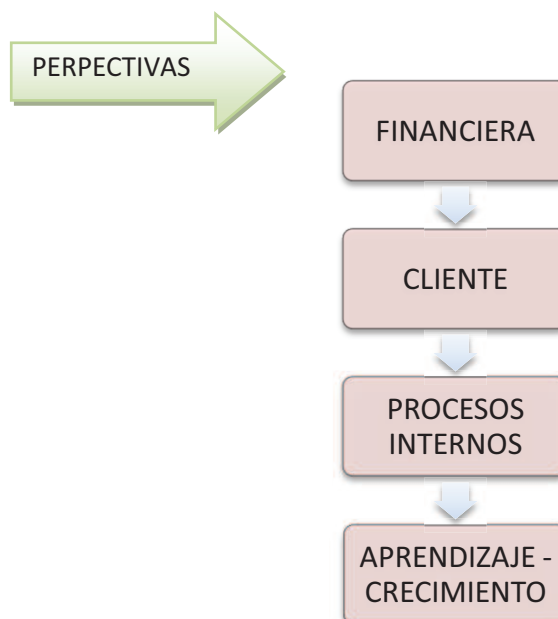 PERPECTIVAS
FINANCIERA
CLIENTE
PROCESOS
INTERNOS
APRENDIZAJE -
CRECIMIENTO